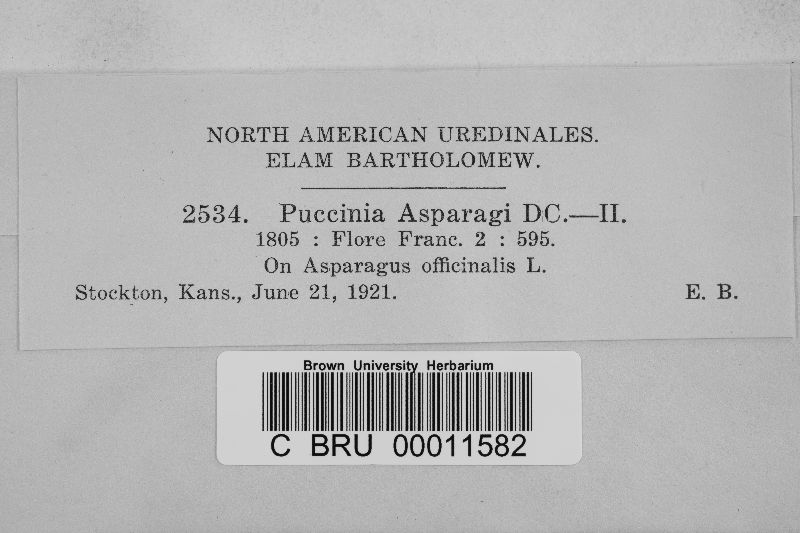 NORTH AMERICAN UREDINALES.
ELAM BARTHOLOMEW.
2534. Puccinia Asparagi DC.—II.
1805 : Flore Franc. 2 : 595.
On Asparagus officinalis L.
Stockton, Kans., June 21, 1921. E. B.
Brown University Herbarium
C BRU 00011582